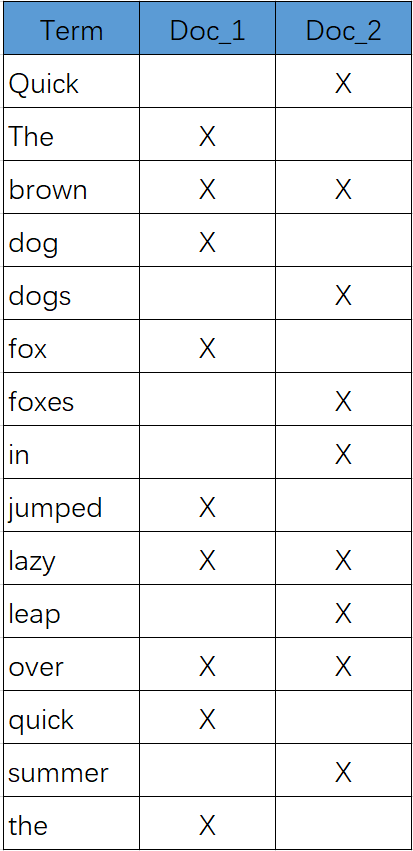 Term Doc_1 Doc_2
Quick X
The X
brown X X
dog X
dogs X
fox X
foxes X
in X
jumped X
lazy X X
leap X
over X X
quick X
summer X
the X